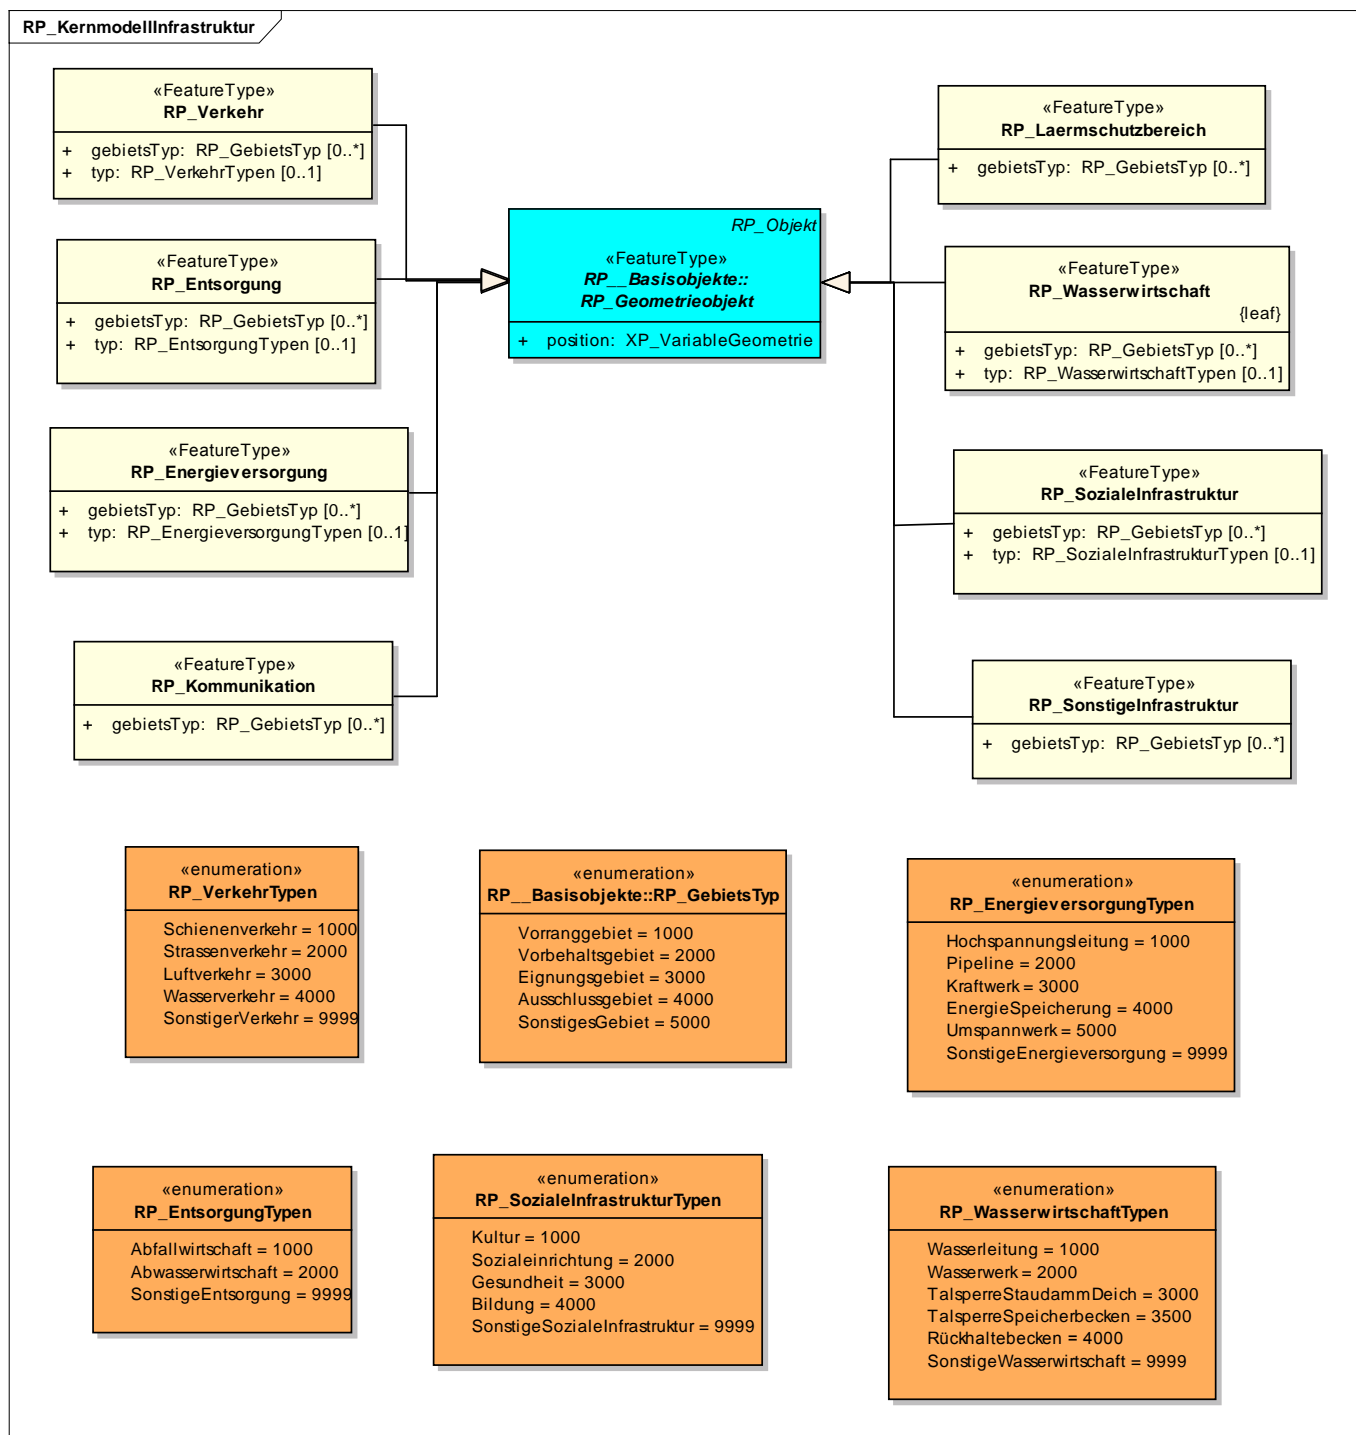 RP_KernmodellInfrastruktur
«FeatureType»
RP_Verkehr
+ gebietsTyp: RP_GebietsTyp [0..*]
+ typ: RP_VerkehrTypen [0..1]
«FeatureType»
RP_Entsorgung
+ gebietsTyp: RP_GebietsTyp [0..*]
+ typ: RP_EntsorgungTypen [0..1]
«FeatureType»
RP_Energieversorgung
+ gebietsTyp: RP_GebietsTyp [0..*]
+ typ: RP_EnergieversorgungTypen [0..1]
«FeatureType»
RP_Kommunikation
+ gebietsTyp: RP_GebietsTyp [0..*]
RP_Objekt
«FeatureType»
RP__Basisobjekte::
RP_Geometrieobjekt
+ position: XP_VariableGeometrie
«FeatureType»
RP_Laermschutzbereich
+ gebietsTyp: RP_GebietsTyp [0..*]
«FeatureType»
RP_Wasserwirtschaft
{leaf}
+ gebietsTyp: RP_GebietsTyp [0..*]
+ typ: RP_WasserwirtschaftTypen [0..1]
«FeatureType»
RP_SozialeInfrastruktur
+ gebietsTyp: RP_GebietsTyp [0..*]
+ typ: RP_SozialeInfrastrukturTypen [0..1]
«FeatureType»
RP_SonstigeInfrastruktur
+ gebietsTyp: RP_GebietsTyp [0..*]
«enumeration»
RP_VerkehrTypen
Schienenverkehr = 1000
Strassenverkehr = 2000
Luftverkehr = 3000
Wasserverkehr = 4000
SonstigerVerkehr = 9999
«enumeration»
RP__Basisobjekte::RP_GebietsTyp
Vorranggebiet = 1000
Vorbehaltsgebiet = 2000
Eignungsgebiet = 3000
Ausschlussgebiet = 4000
SonstigesGebiet = 5000
«enumeration»
RP_EnergieversorgungTypen
Hochspannungsleitung = 1000
Pipeline = 2000
Kraftwerk = 3000
EnergieSpeicherung = 4000
Umspannwerk = 5000
SonstigeEnergieversorgung = 9999
«enumeration»
RP_EntsorgungTypen
Abfallwirtschaft = 1000
Abwasserwirtschaft = 2000
SonstigeEntsorgung = 9999
«enumeration»
RP_SozialeInfrastrukturTypen
Kultur = 1000
Sozialeinrichtung = 2000
Gesundheit = 3000
Bildung = 4000
SonstigeSozialeInfrastruktur = 9999
«enumeration»
RP_WasserwirtschaftTypen
Wasserleitung = 1000
Wasserwerk = 2000
TalsperreStaudammDeich = 3000
TalsperreSpeicherbecken = 3500
Rückhaltebecken = 4000
SonstigeWasserwirtschaft = 9999